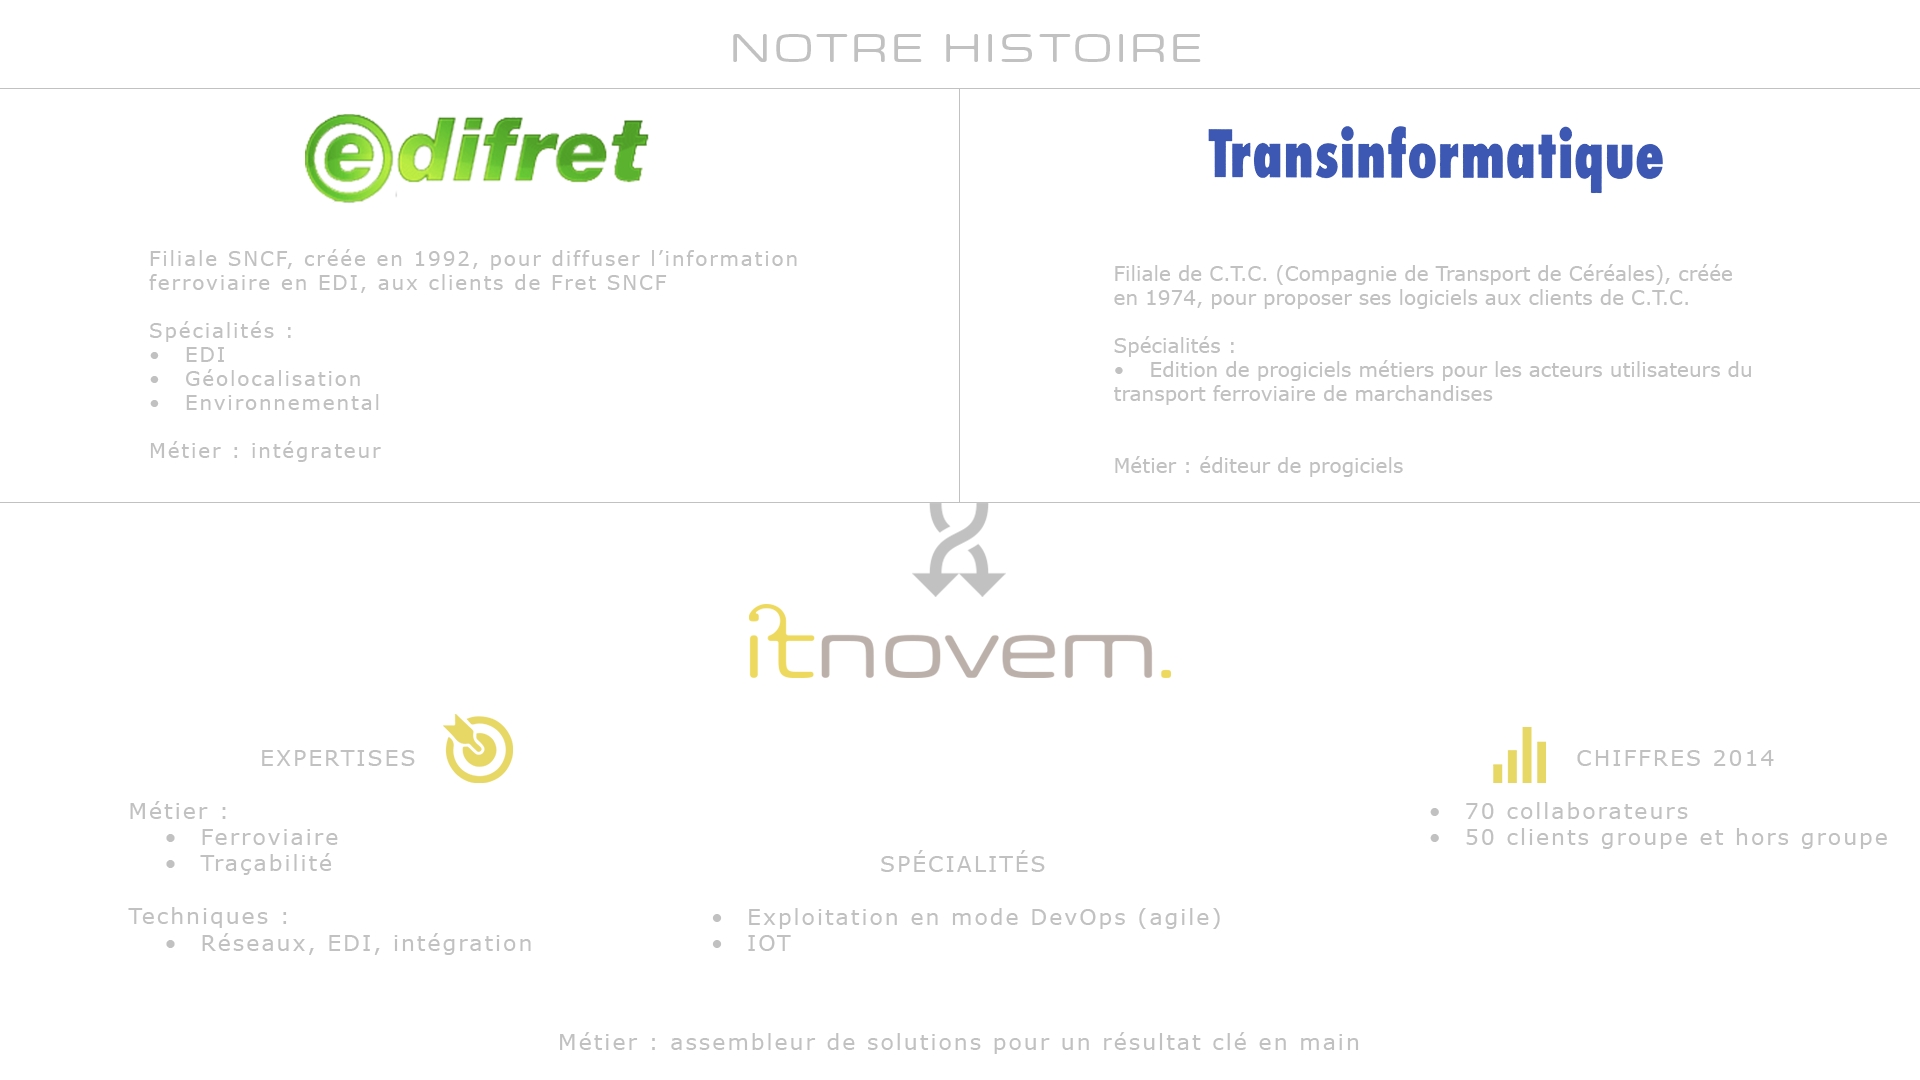 NOTRE HISTOIRE
edifret
Filiale SNCF, créée en 1992, pour diffuser l’information
ferroviaire en EDI, aux clients de Fret SNCF
Spécialités :
• EDI
• Géolocalisation
• Environnemental
Métier : intégrateur
Transinformatique
Filiale de C.T.C. (Compagnie de Transport de Céréales), créée
en 1974, pour proposer ses logiciels aux clients de C.T.C.
Spécialités :
• Edition de progiciels métiers pour les acteurs utilisateurs du
transport ferroviaire de marchandises
Métier : éditeur de progiciels
itnovem.
EXPERTISES
Métier :
• Ferroviaire
• Traçabilité
Techniques :
• Réseaux, EDI, intégration
SPÉCIALITÉS
• Exploitation en mode DevOps (agile)
• IOT
CHIFFRES 2014
• 70 collaborateurs
• 50 clients groupe et hors groupe
Métier : assembleur de solutions pour un résultat clé en main